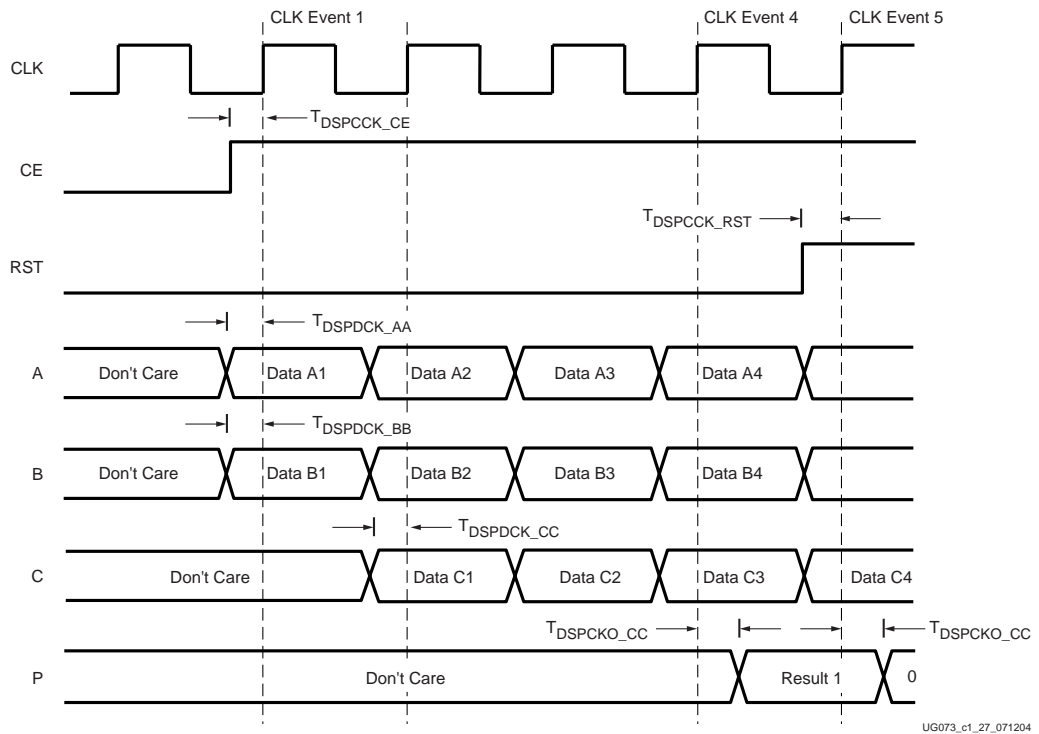 CLK Event 1
CLK Event 4
CLK Event 5
CLK
TDSPCCK_CE
CE
TDSPCCK_RST
RST
TDSPDCK_AA
A
Don't Care
Data A1
Data A2
Data A3
Data A4
TDSPDCK_BB
B
Don't Care
Data B1
Data B2
Data B3
Data B4
TDSPDCK_CC
C
Don't Care
Data C1
Data C2
Data C3
Data C4
TDSPCKO_CC
TDSPCKO_CC
P
Don't Care
Result 1
0
UG073_c1_27_071204